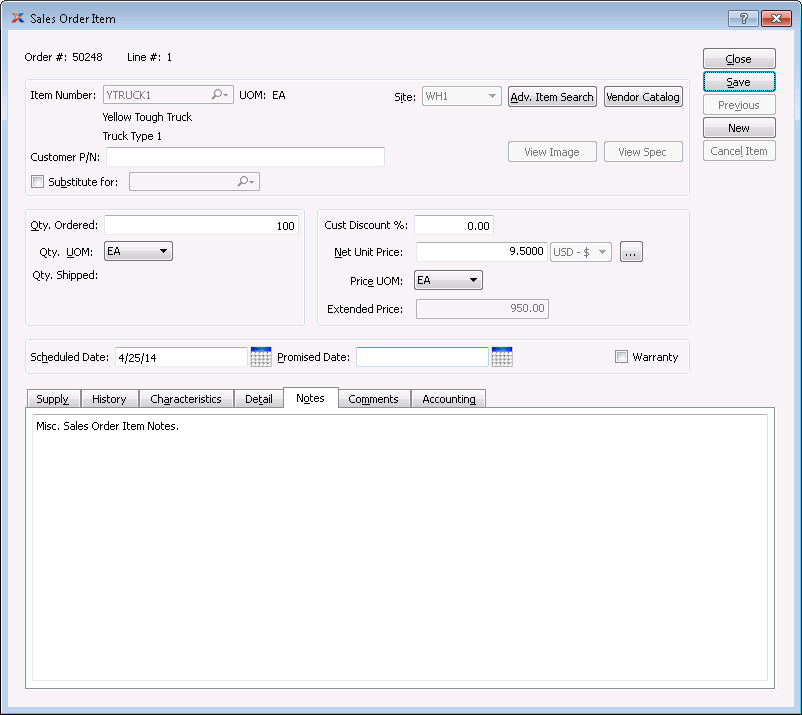 Sales Order Item
?
Order #: 50248 Line #: 1
Close
Save
Previous
New
Cancel Item
Item Number: YTRUCK1 UOM: EA Site: WH1 Adv. Item Search Vendor Catalog
Yellow Tough Truck
Truck Type 1
Customer P/N: View Image View Spec
Substitute for:
Qty. Ordered: 100
Qty. UOM: EA
Qty. Shipped:
Cust Discount %: 0.00
Net Unit Price: 9.5000 USD - $ ...
Price UOM: EA
Extended Price: 950.00
Scheduled Date: 4/25/14 Promised Date: Warranty
Supply History Characteristics Detail Notes Comments Accounting
Misc. Sales Order Item Notes.